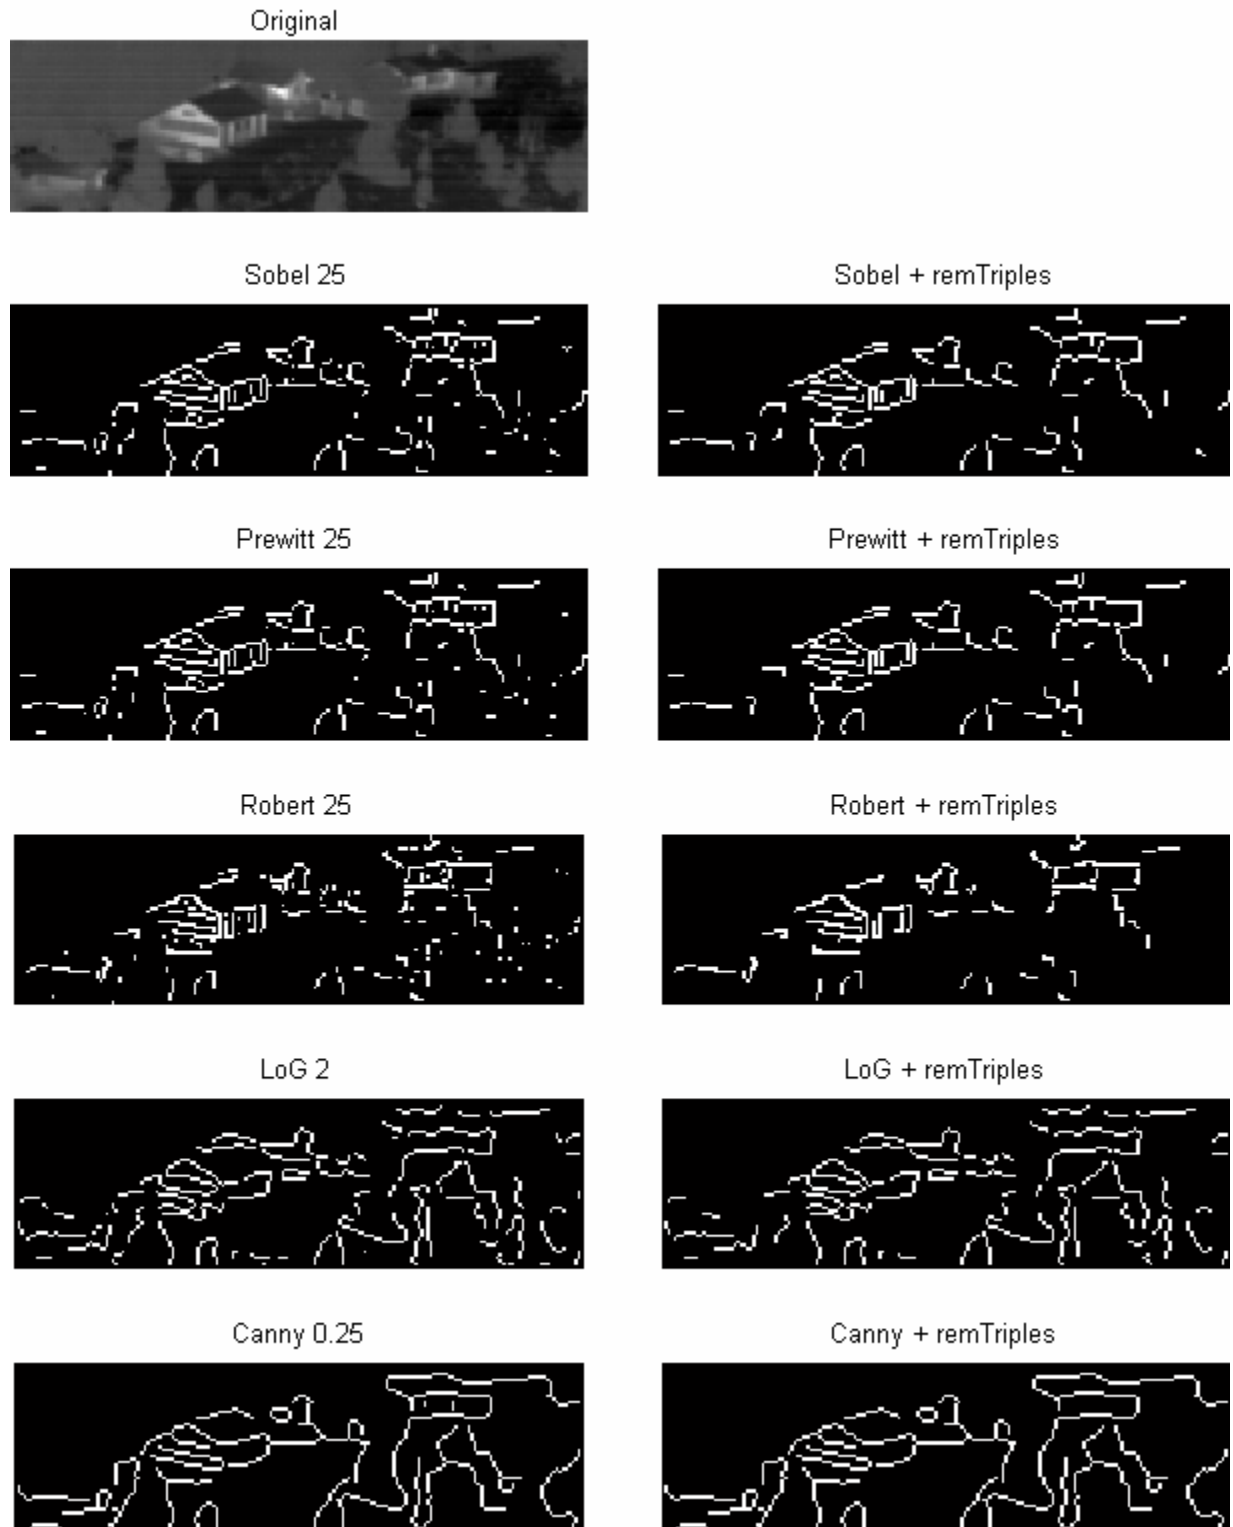 Original
Sobel 25
Sobel + remTriples
Prewitt 25
Prewitt + remTriples
Robert 25
Robert + remTriples
LoG 2
LoG + remTriples
Canny 0.25
Canny + remTriples